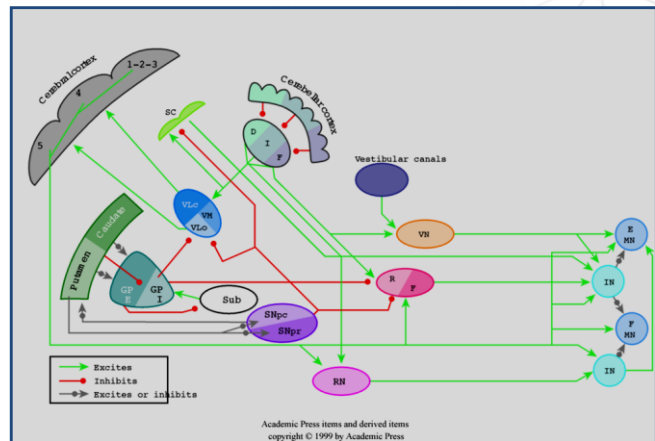 Cerebralcortex
1-2-3
4
5
SC
Cerebellarcortex
D
I
F
Vestibular canals
VLc
VM
VLo
VN
E
MN
Caudate
Putamen
GP
E
GP
I
Sub
R
F
IN
SNpc
SNpr
F
MN
RN
IN
Excites
Inhibits
Excites or inhibits
Academic Press items and derived items
copyright © 1999 by Academic Press